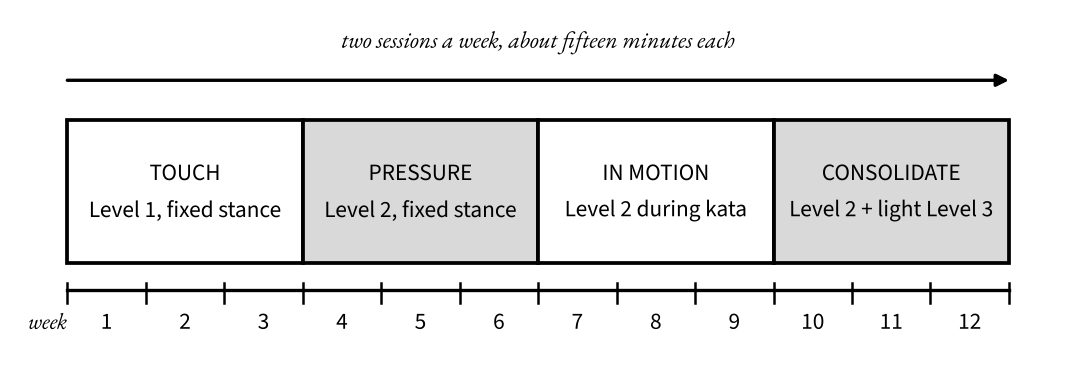 two sessions a week, about fifteen minutes each
TOUCH
Level 1, fixed stance
PRESSURE
Level 2, fixed stance
IN MOTION
Level 2 during kata
CONSOLIDATE
Level 2 + light Level 3
week 1 2 3 4 5 6 7 8 9 10 11 12